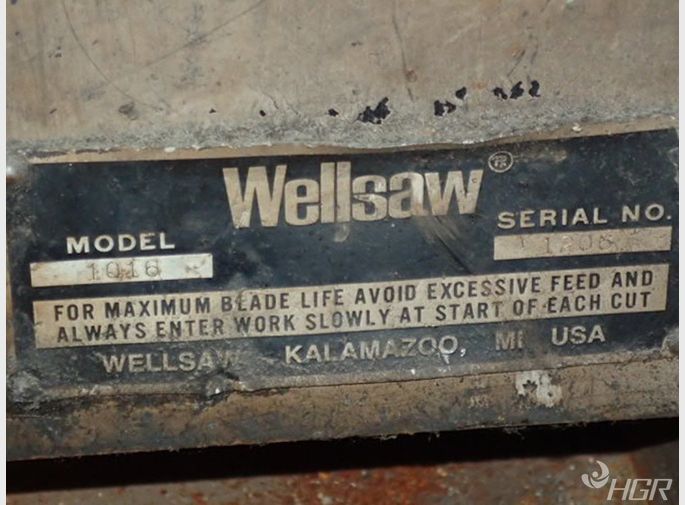 Wellsaw®
MODEL
1016
SERIAL NO.
FOR MAXIMUM BLADE LIFE AVOID EXCESSIVE FEED AND
ALWAYS ENTER WORK SLOWLY AT START OF EACH CUT
WELLSAW KALAMAZOO, MI USA
HGR